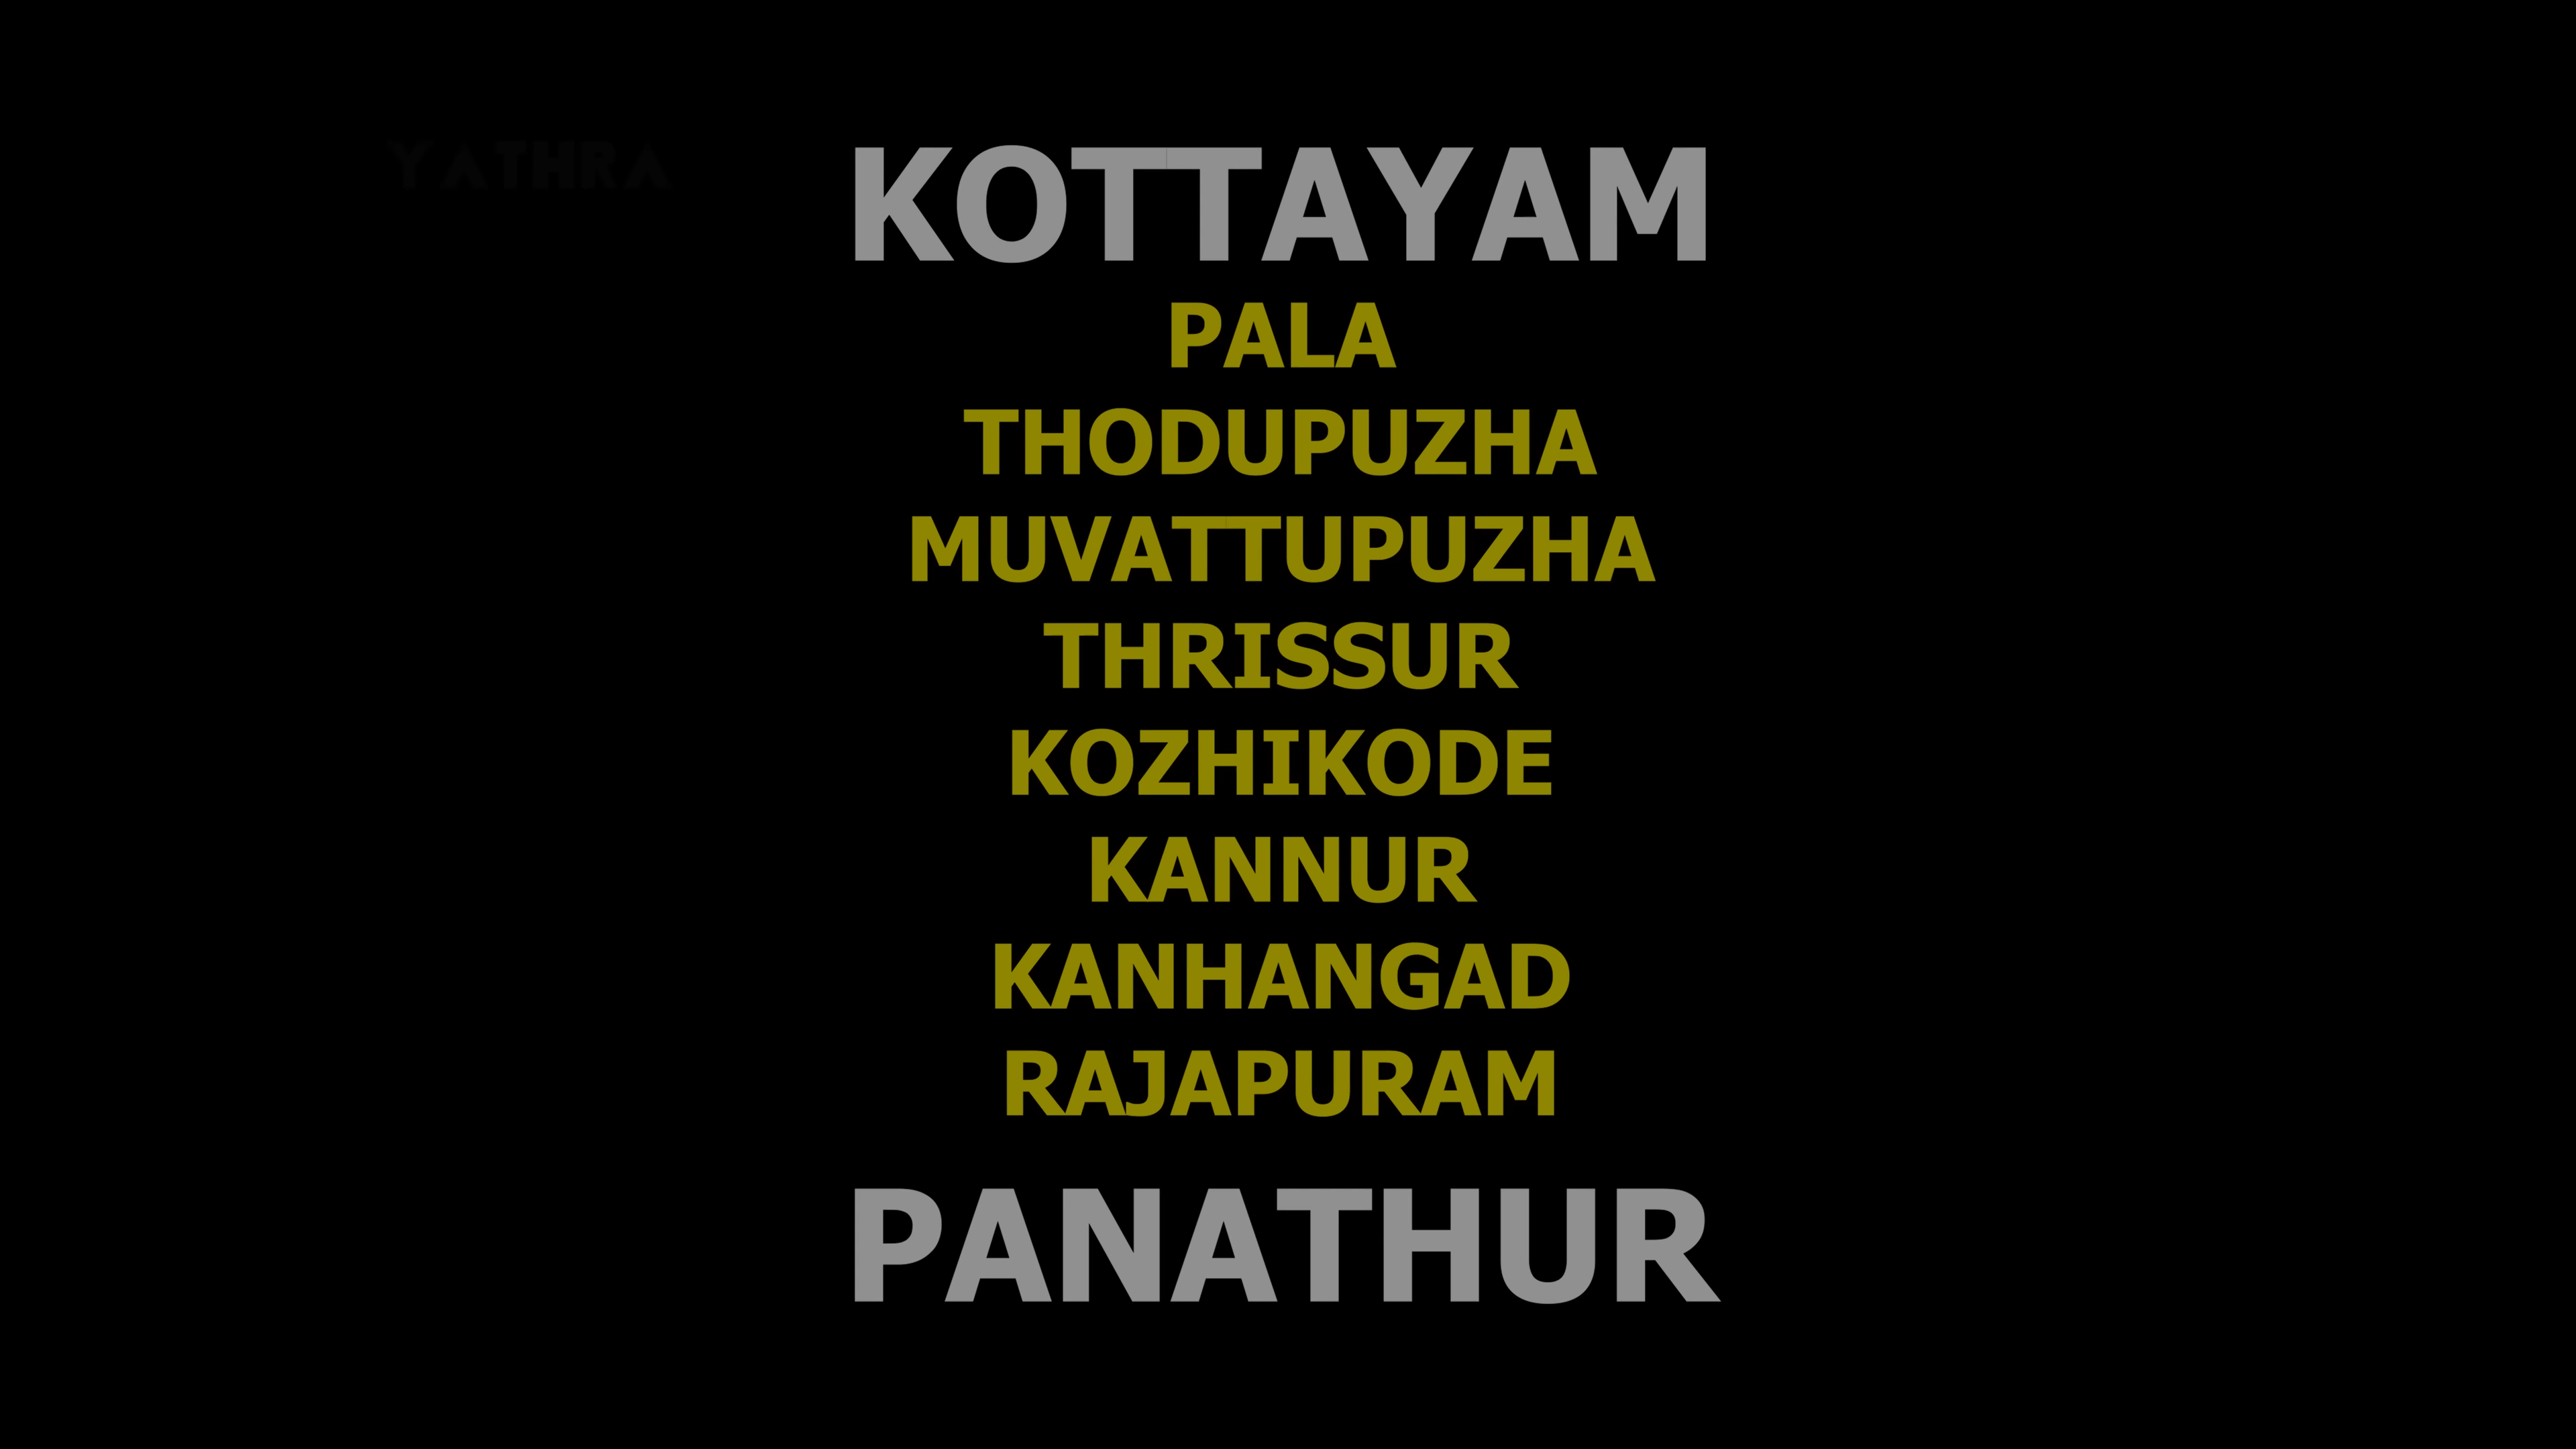 YATHRA
KOTTAYAM
PALA
THODUPUZHA
MUVATTUPUZHA
THRISSUR
KOZHIKODE
KANNUR
KANHANGAD
RAJAPURAM
PANATHUR